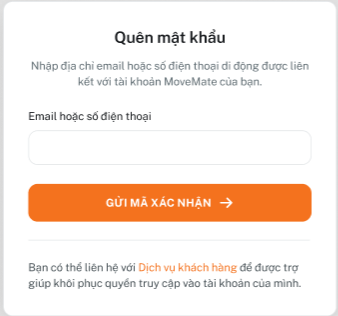 Quên mật khẩu
Nhập địa chỉ email hoặc số điện thoại di động được liên
kết với tài khoản MoveMate của bạn.
Email hoặc số điện thoại
GỬI MÃ XÁC NHẬN →
Bạn có thể liên hệ với Dịch vụ khách hàng để được trợ
giúp khôi phục quyền truy cập vào tài khoản của mình.